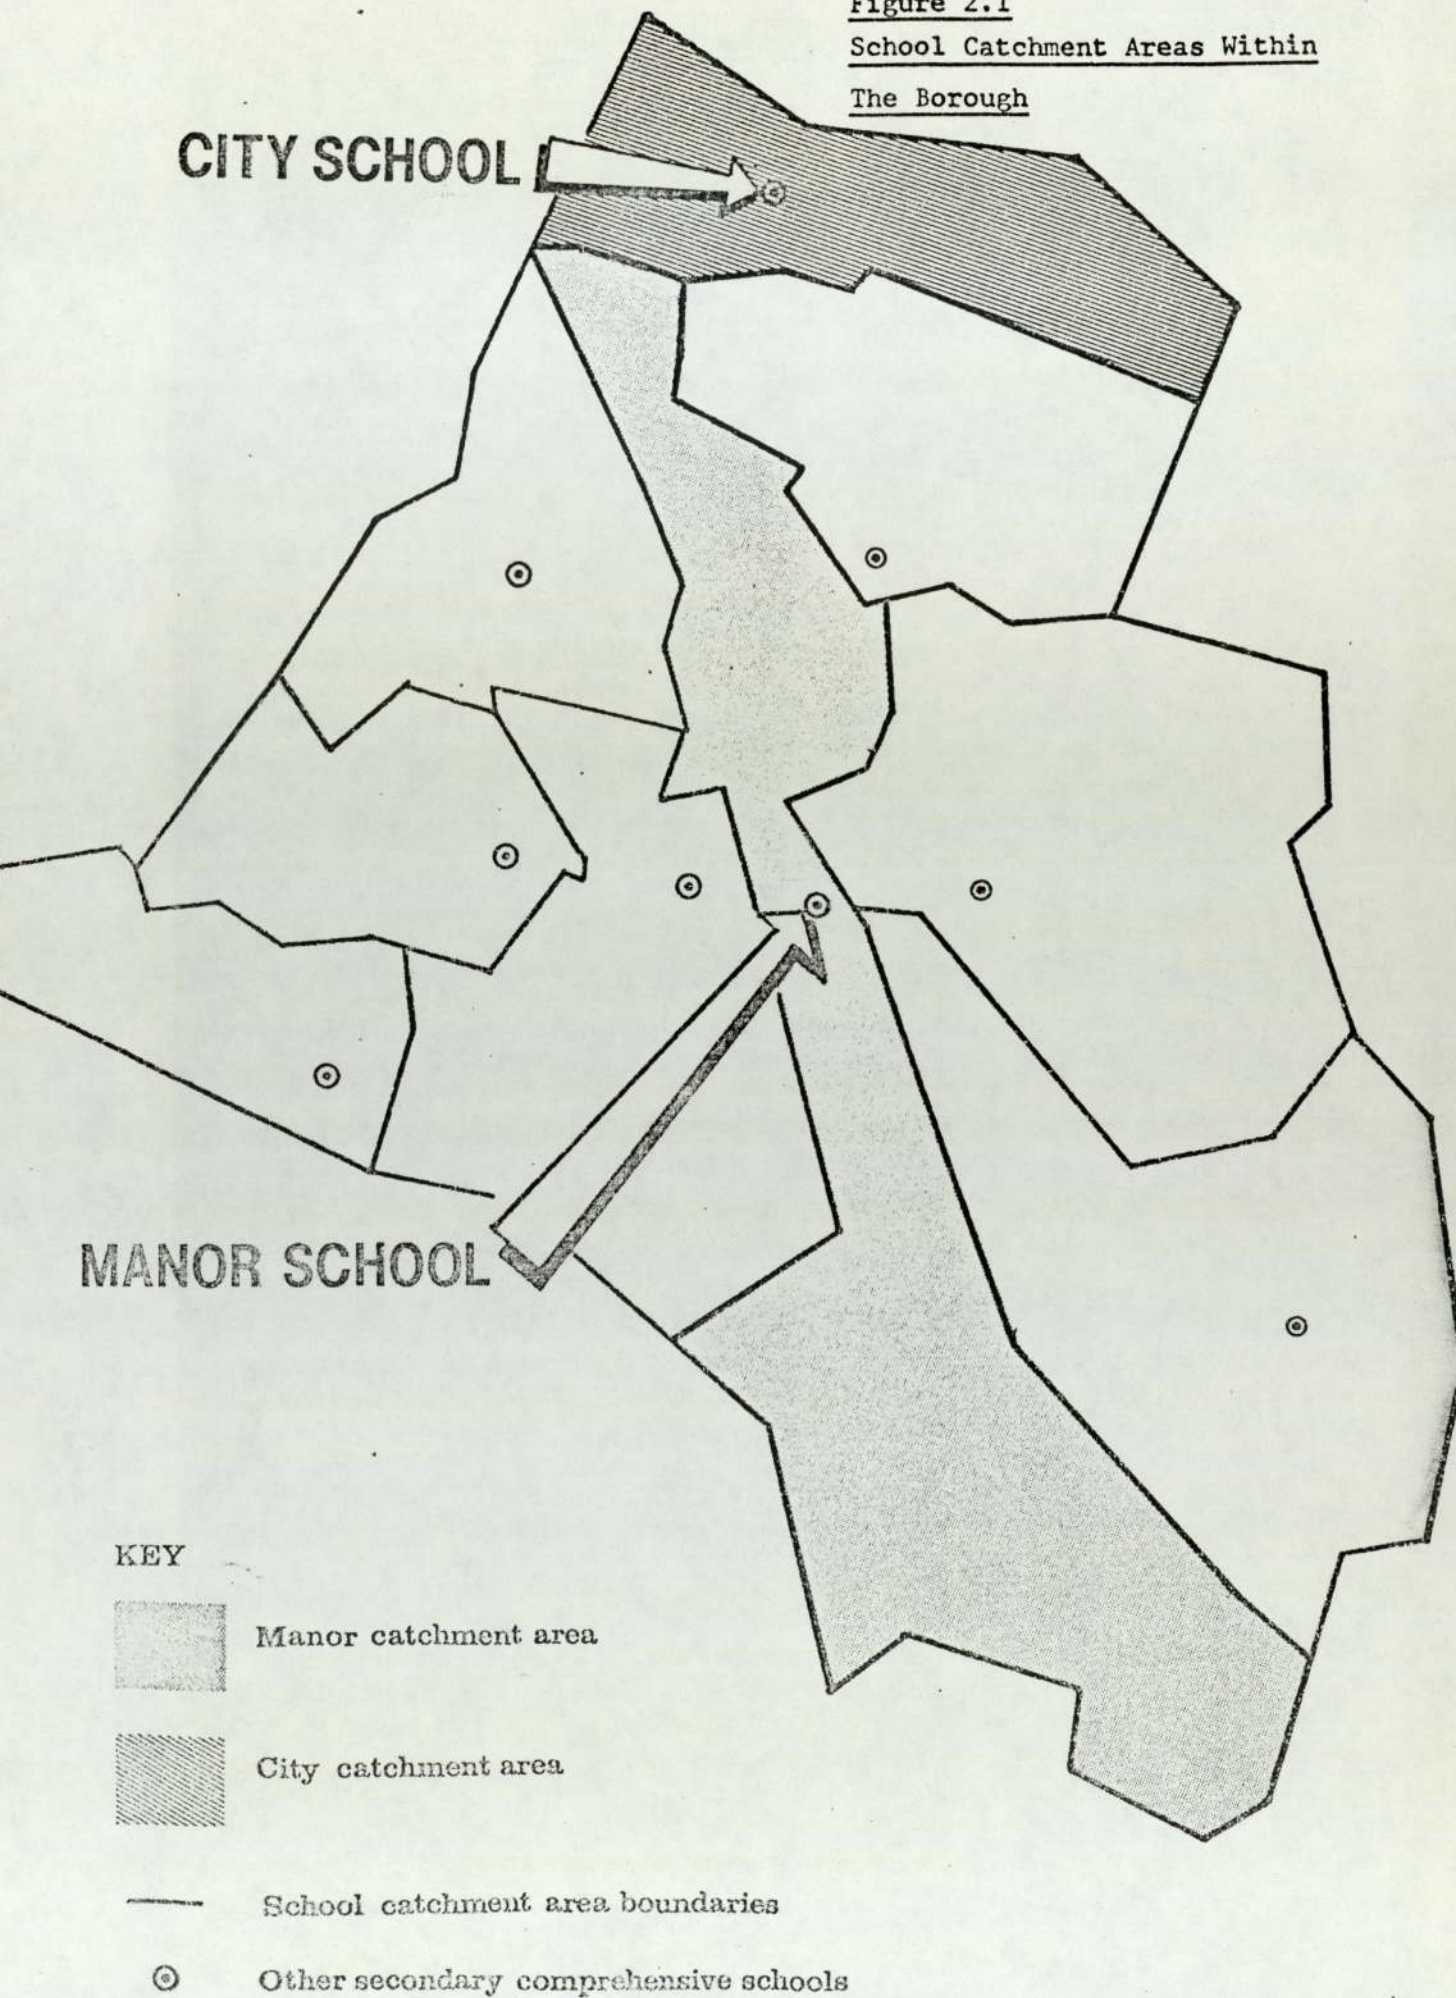 Figure 2.1
School Catchment Areas Within
The Borough
CITY SCHOOL
MANOR SCHOOL
KEY
Manor catchment area
City catchment area
School catchment area boundaries
Other secondary comprehensive schools